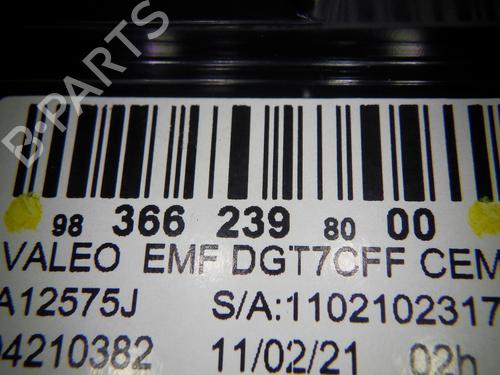 B-PARTS
98 366 239 80 00
VALEO EMF DGT7CFF CEM
A12575J S/A:1102102317
04210382 11/02/21 02h